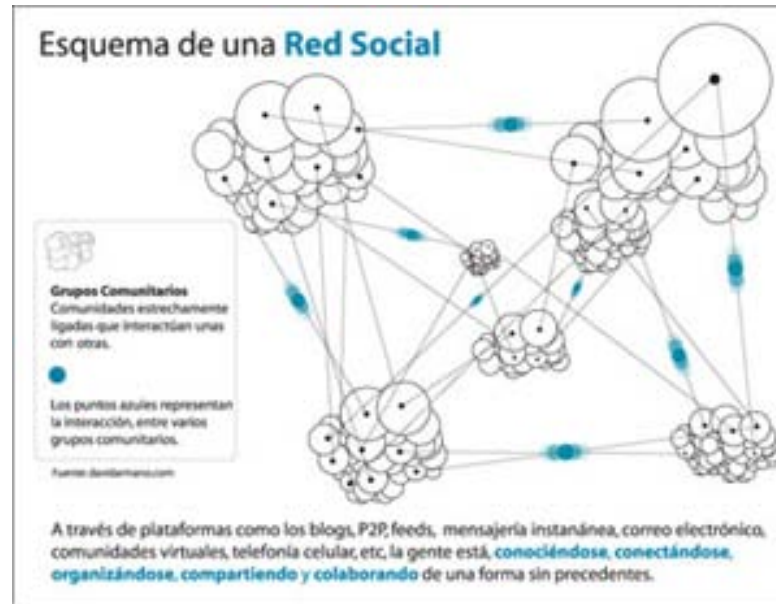 Esquema de una Red Social
Grupos Comunitarios
Comunidades estrechamente
ligadas que interactúan unas
con otras.
Los puntos azules representan
la interacción, entre varios
grupos comunitarios.
Fuente: davidarmano.com
A través de plataformas como los blogs, P2P, feeds, mensajería instantánea, correo electrónico,
comunidades virtuales, telefonía celular, etc, la gente está, conociéndose, conectándose,
organizándose, compartiendo y colaborando de una forma sin precedentes.